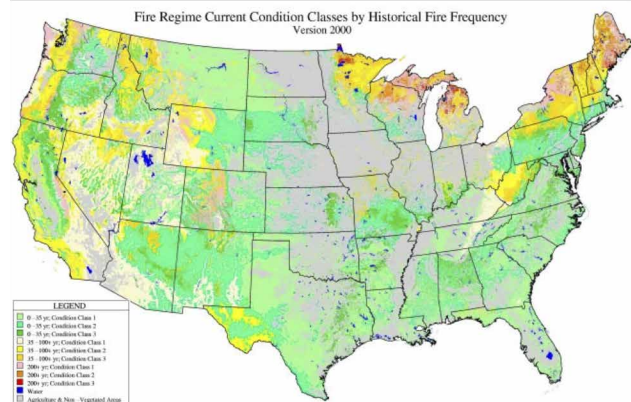 Fire Regime Current Condition Classes by Historical Fire Frequency
Version 2000
LEGEND
0 - 35 yr; Condition Class 1
0 - 35 yr; Condition Class 2
0 - 35 yr; Condition Class 3
35 - 100+ yr; Condition Class 1
35 - 100+ yr; Condition Class 2
35 - 100+ yr; Condition Class 3
200+ yr; Condition Class 1
200+ yr; Condition Class 2
200+ yr; Condition Class 3
Water
Agriculture & Non - Vegetated Areas